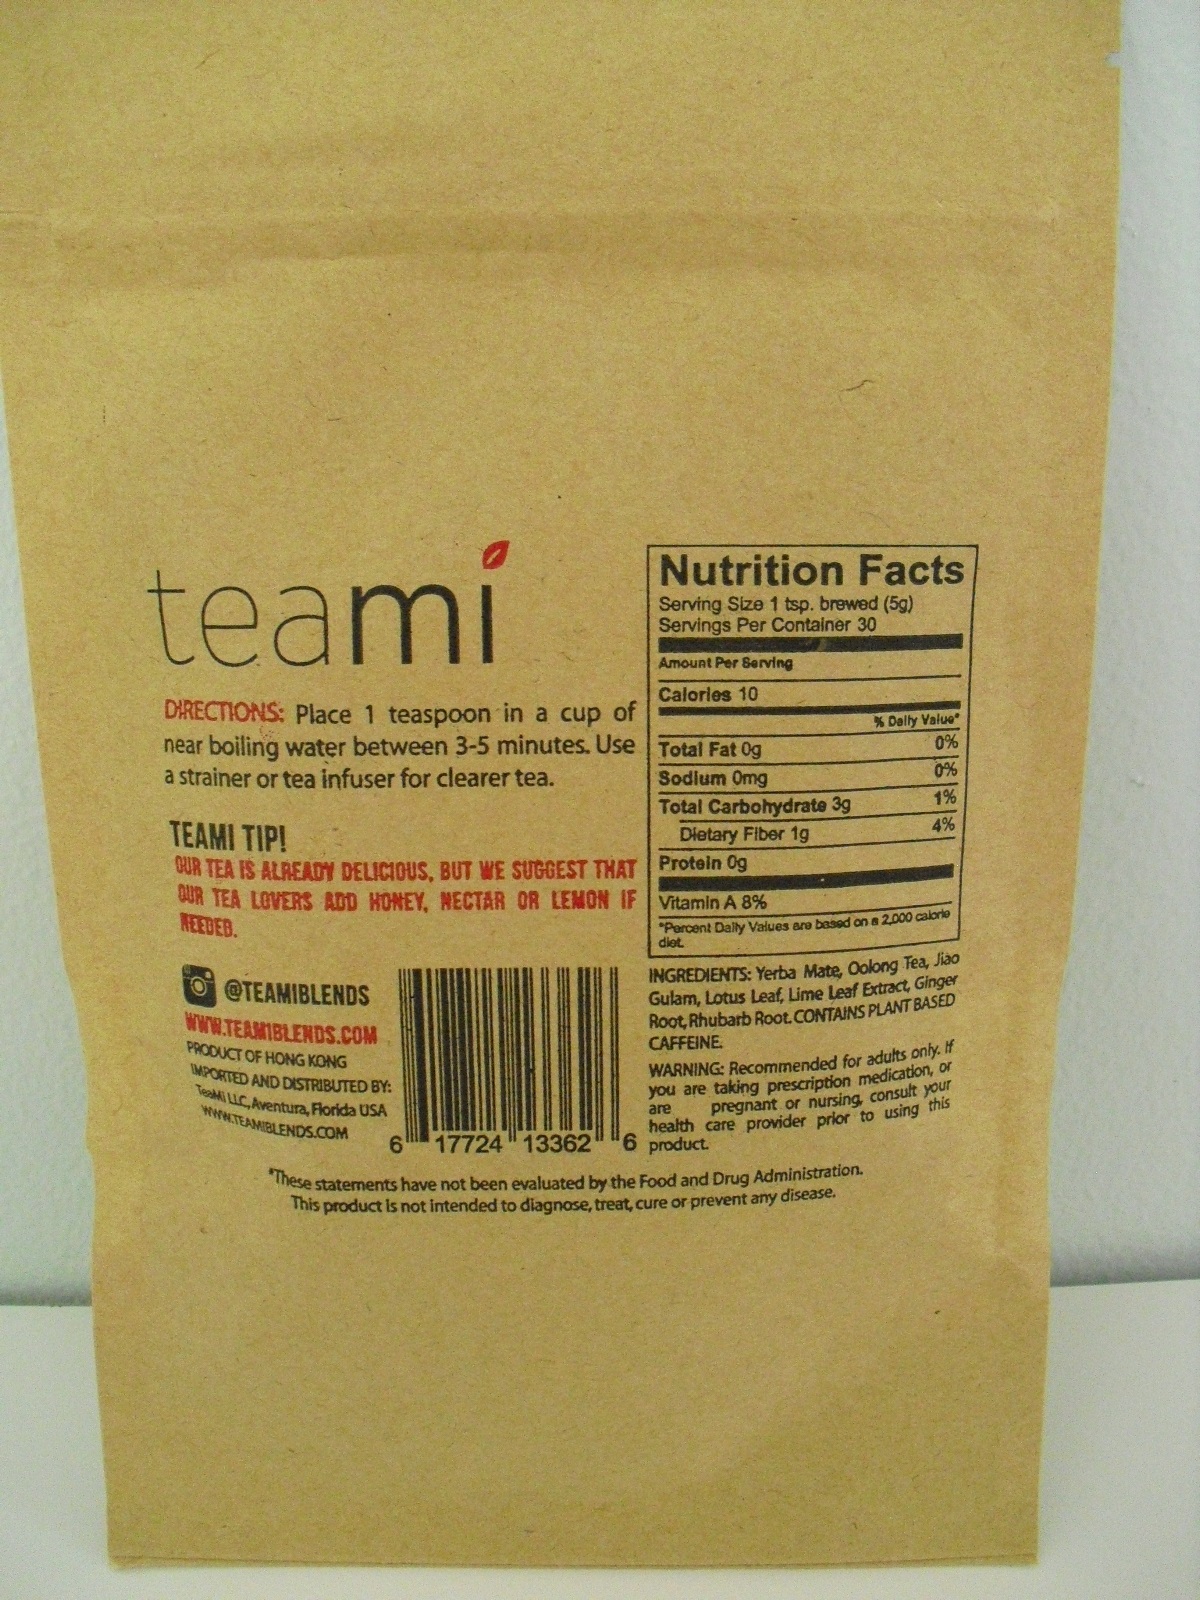 teami
DIRECTIONS: Place 1 teaspoon in a cup of
near boiling water between 3-5 minutes. Use
a strainer or tea infuser for clearer tea.
TEAMI TIP!
OUR TEA IS ALREADY DELICIOUS, BUT WE SUGGEST THAT
OUR TEA LOVERS ADD HONEY, NECTAR OR LEMON IF
NEEDED.
@TEAMIBLENDS
WWW.TEAMIBLENDS.COM
PRODUCT OF HONG KONG
IMPORTED AND DISTRIBUTED BY:
TeaMi LLC, Aventura, Florida USA
WWW.TEAMIBLENDS.COM
6 17724 13362 6
Nutrition Facts
Serving Size 1 tsp. brewed (5g)
Servings Per Container 30
Amount Per Serving
Calories 10
% Daily Value*
Total Fat 0g 0%
Sodium 0mg 0%
Total Carbohydrate 3g 1%
Dietary Fiber 1g 4%
Protein 0g
Vitamin A 8%
*Percent Daily Values are based on a 2,000 calorie
diet.
INGREDIENTS: Yerba Mate, Oolong Tea, Jiao
Gulam, Lotus Leaf, Lime Leaf Extract, Ginger
Root, Rhubarb Root. CONTAINS PLANT BASED
CAFFEINE.
WARNING: Recommended for adults only. If
you are taking prescription medication, or
are pregnant or nursing, consult your
health care provider prior to using this
product.
*These statements have not been evaluated by the Food and Drug Administration.
This product is not intended to diagnose, treat, cure or prevent any disease.